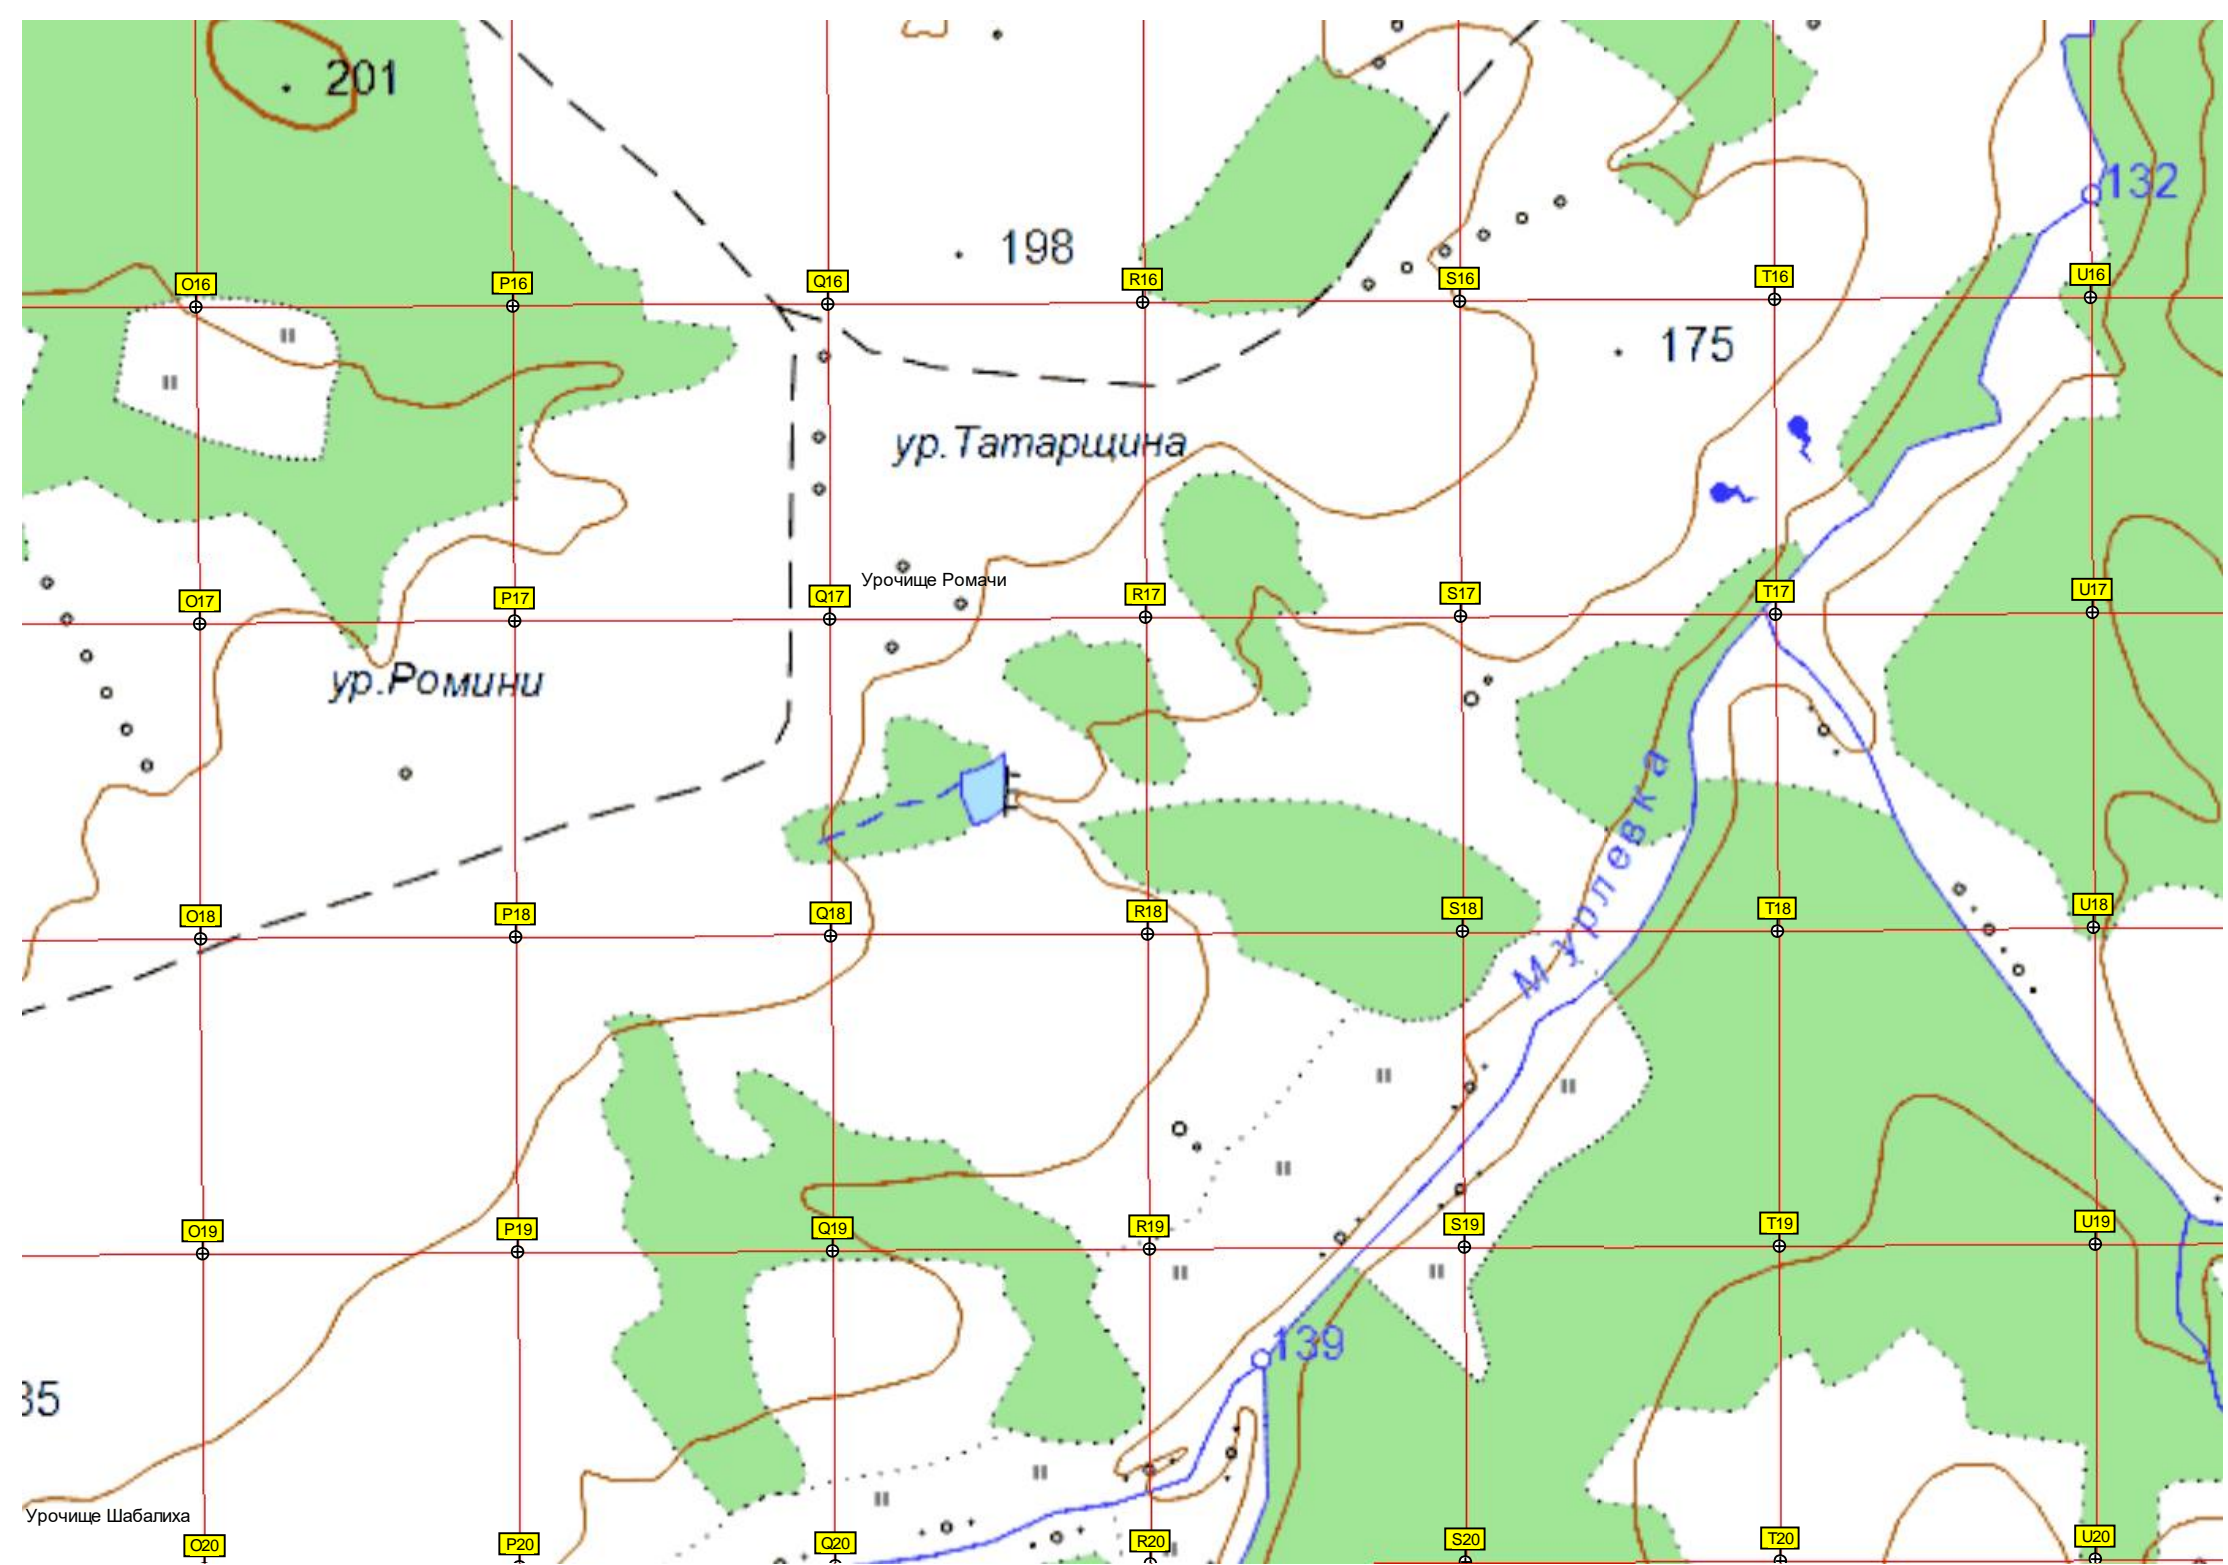 201
132
198
O16 P16 Q16 R16 S16 T16 U16
175
ур.Татарщина
Урочище Ромачи
O17 P17 Q17 R17 S17 T17 U17
ур.Ромини
Мурлевка
O18 P18 Q18 R18 S18 T18 U18
O19 P19 Q19 R19 S19 T19 U19
139
35
Урочище Шабалиха
O20 P20 Q20 R20 S20 T20 U20